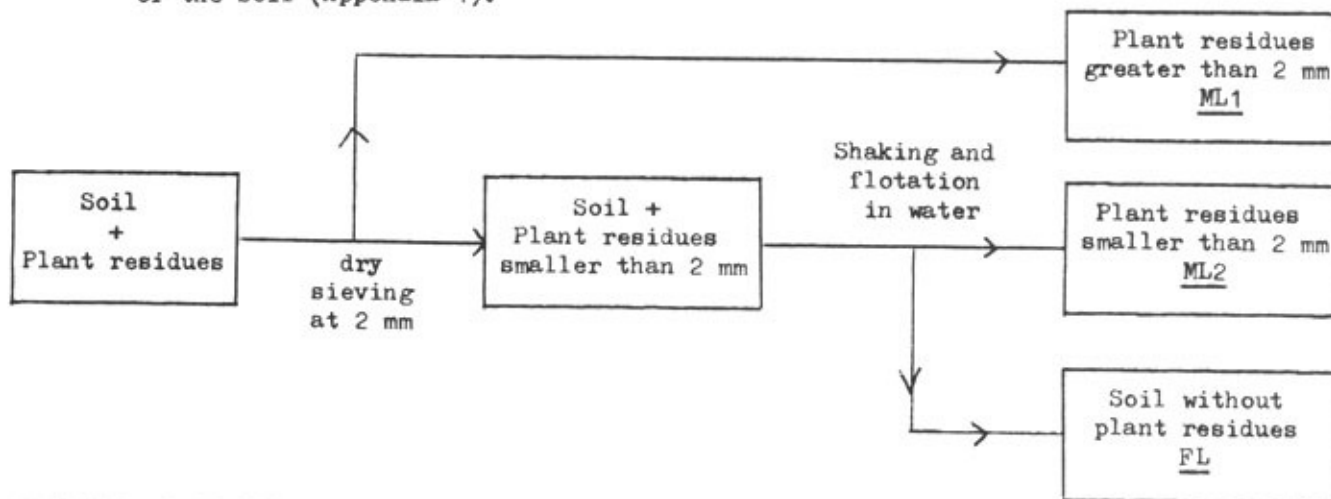 Plant residues
greater than 2 mm
ML1
Shaking and
flotation
in water
Soil
+
Plant residues
Soil +
Plant residues
smaller than 2 mm
Plant residues
smaller than 2 mm
ML2
dry
sieving
at 2 mm
Soil without
plant residues
FL